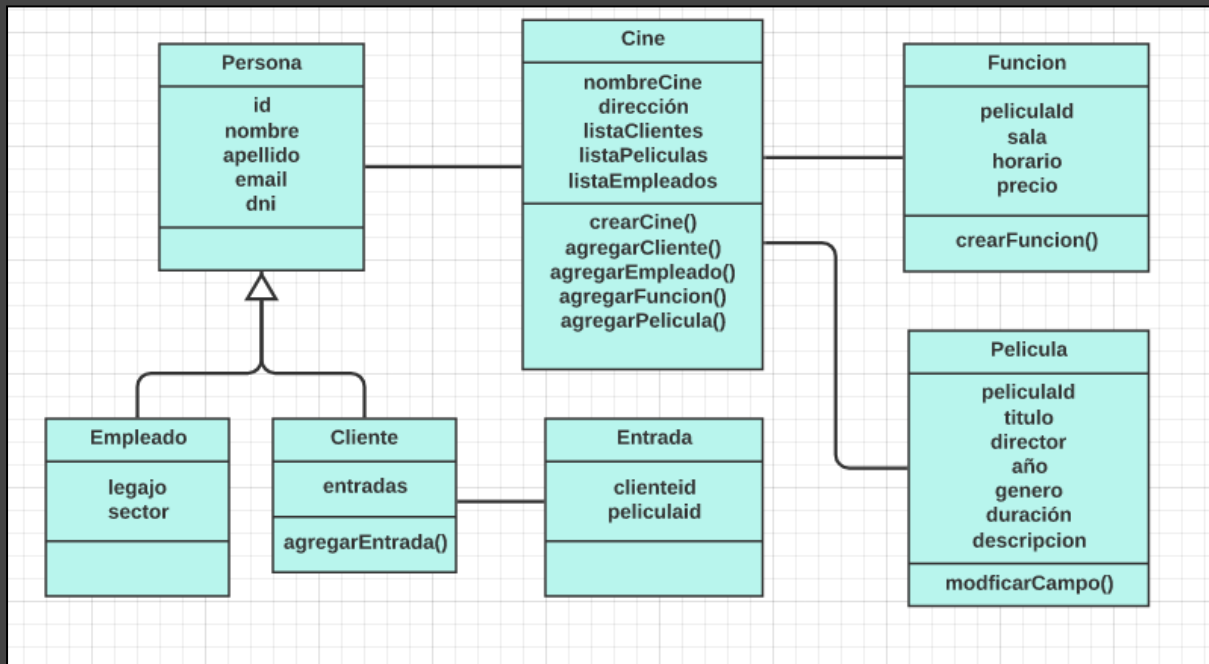 Persona
id
nombre
apellido
email
dni
Cine
nombreCine
dirección
listaClientes
listaPeliculas
listaEmpleados
crearCine()
agregarCliente()
agregarEmpleado()
agregarFuncion()
agregarPelicula()
Funcion
peliculaId
sala
horario
precio
crearFuncion()
Empleado
legajo
sector
Cliente
entradas
agregarEntrada()
Entrada
clienteid
peliculaid
Pelicula
peliculaId
titulo
director
año
genero
duración
descripcion
modficarCampo()